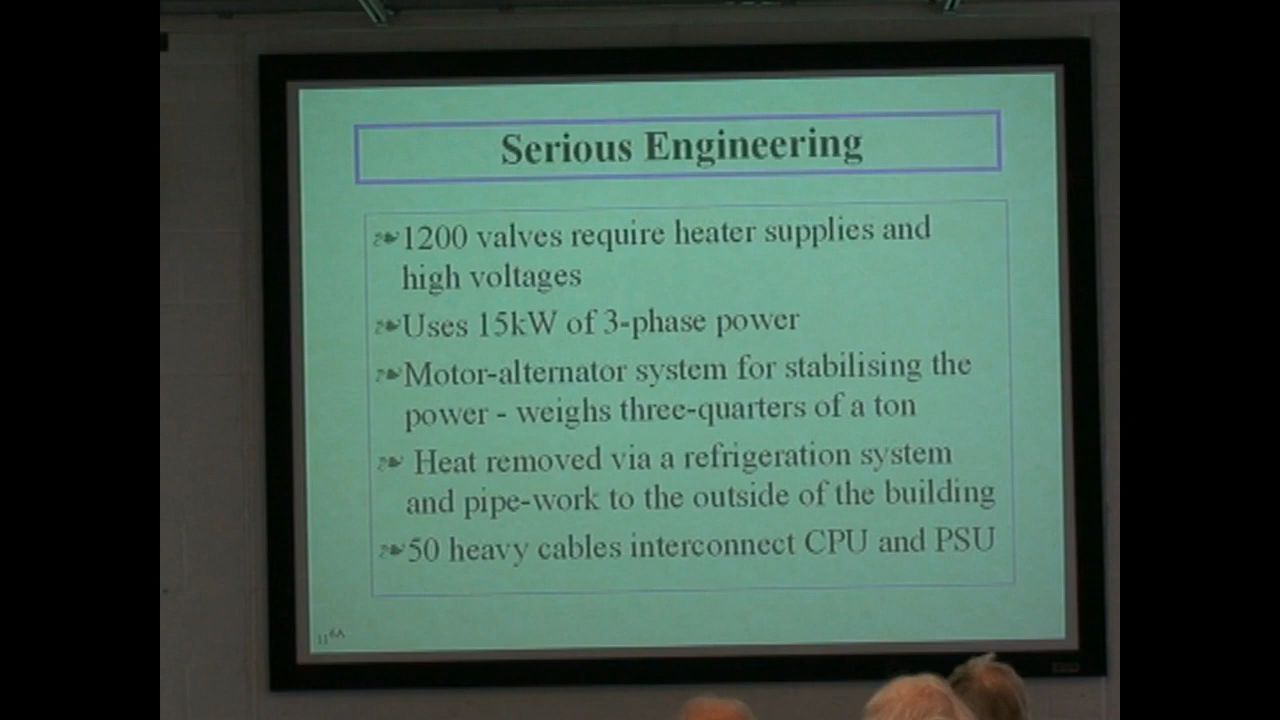 Serious Engineering
1200 valves require heater supplies and
high voltages
Uses 15kW of 3-phase power
Motor-alternator system for stabilising the
power - weighs three-quarters of a ton
Heat removed via a refrigeration system
and pipe-work to the outside of the building
50 heavy cables interconnect CPU and PSU